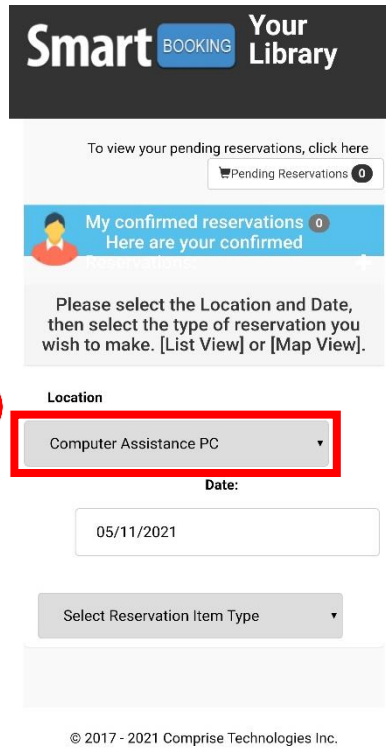 Smart BOOKING Your Library
To view your pending reservations, click here
Pending Reservations 0
My confirmed reservations 0
Here are your confirmed
Reservations.
Please select the Location and Date,
then select the type of reservation you
wish to make. [List View] or [Map View].
Location
Computer Assistance PC
Date:
05/11/2021
Select Reservation Item Type
© 2017 - 2021 Comprise Technologies Inc.